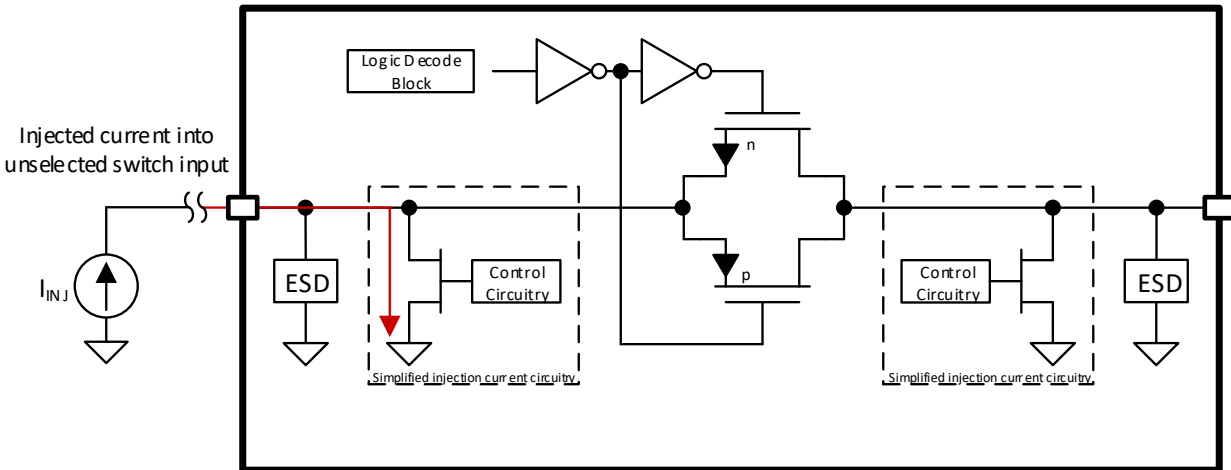 Logic Decode
Block
Injected current into
unselected switch input
n
I_INJ
ESD
Control
Circuitry
p
Control
Circuitry
ESD
Simplified injection current circuitry
Simplified injection current circuitry